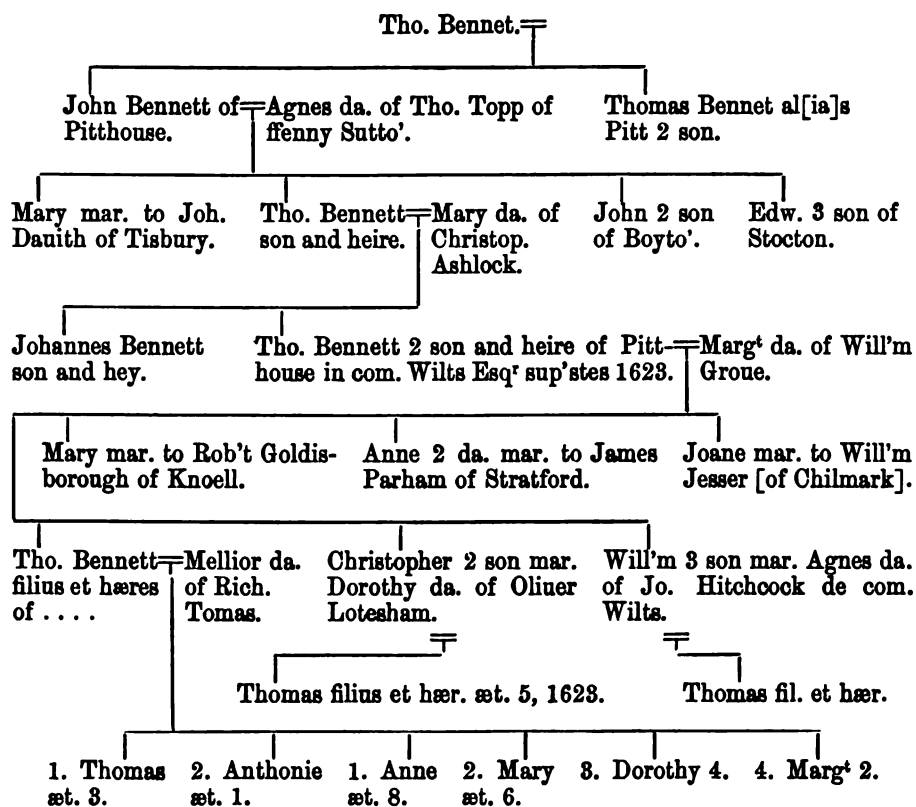 Tho. Bennet.
John Bennett of
Pitthouse.
Agnes da. of Tho. Topp of
ffenny Sutto'.
Thomas Bennet al[ia]s
Pitt 2 son.
Mary mar. to Joh.
Dauith of Tisbury.
Tho. Bennett
son and heire.
Mary da. of
Christop.
Ashlock.
John 2 son
of Boyto'.
Edw. 3 son of
Stocton.
Johannes Bennett
son and hey.
Tho. Bennett 2 son and heire of Pitt-
house in com. Wilts Esqʳ sup'stes 1623.
Margᵗ da. of Will'm
Groue.
Mary mar. to Rob't Goldis-
borough of Knoell.
Anne 2 da. mar. to James
Parham of Stratford.
Joane mar. to Will'm
Jesser [of Chilmark].
Tho. Bennett
filius et hæres
of . . . .
Mellior da.
of Rich.
Tomas.
Christopher 2 son mar.
Dorothy da. of Oliuer
Lotesham.
Will'm 3 son mar. Agnes da.
of Jo. Hitchcock de com.
Wilts.
Thomas filius et hær. æt. 5, 1623.
Thomas fil. et hær.
1. Thomas
æt. 3.
2. Anthonie
æt. 1.
1. Anne
æt. 8.
2. Mary
æt. 6.
3. Dorothy 4.
4. Margᵗ 2.